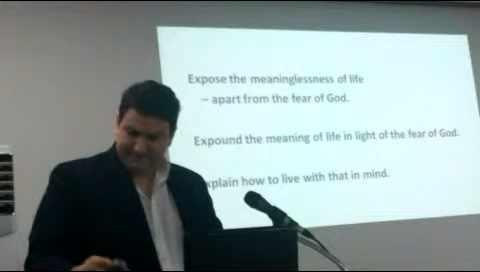 Expose the meaninglessness of life
– apart from the fear of God.
Expound the meaning of life in light of the fear of God.
xplain how to live with that in mind.